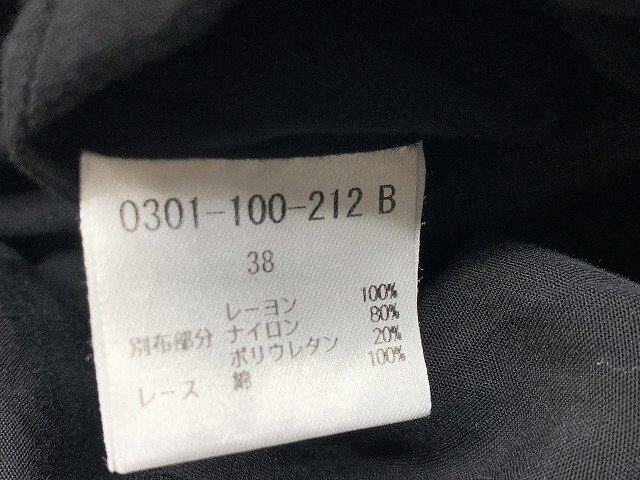 0301-100-212 B
38
レーヨン 100%
別布部分 ナイロン 80%
ポリウレタン 20%
レース 綿 100%